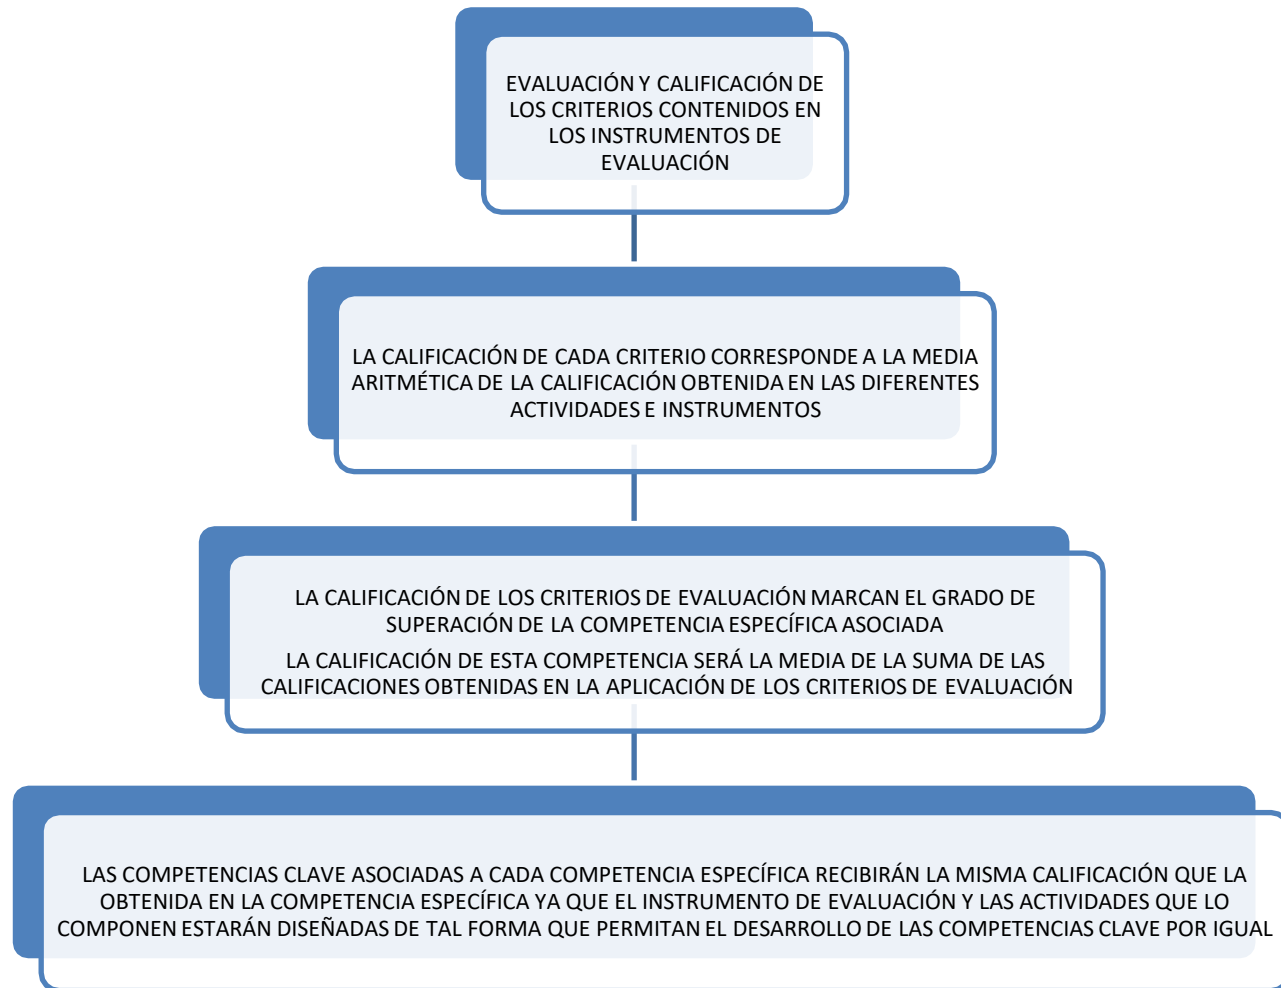 EVALUACIÓN Y CALIFICACIÓN DE
LOS CRITERIOS CONTENIDOS EN
LOS INSTRUMENTOS DE
EVALUACIÓN
LA CALIFICACIÓN DE CADA CRITERIO CORRESPONDE A LA MEDIA
ARITMÉTICA DE LA CALIFICACIÓN OBTENIDA EN LAS DIFERENTES
ACTIVIDADES E INSTRUMENTOS
LA CALIFICACIÓN DE LOS CRITERIOS DE EVALUACIÓN MARCAN EL GRADO DE
SUPERACIÓN DE LA COMPETENCIA ESPECÍFICA ASOCIADA
LA CALIFICACIÓN DE ESTA COMPETENCIA SERÁ LA MEDIA DE LA SUMA DE LAS
CALIFICACIONES OBTENIDAS EN LA APLICACIÓN DE LOS CRITERIOS DE EVALUACIÓN
LAS COMPETENCIAS CLAVE ASOCIADAS A CADA COMPETENCIA ESPECÍFICA RECIBIRÁN LA MISMA CALIFICACIÓN QUE LA
OBTENIDA EN LA COMPETENCIA ESPECÍFICA YA QUE EL INSTRUMENTO DE EVALUACIÓN Y LAS ACTIVIDADES QUE LO
COMPONEN ESTARÁN DISEÑADAS DE TAL FORMA QUE PERMITAN EL DESARROLLO DE LAS COMPETENCIAS CLAVE POR IGUAL